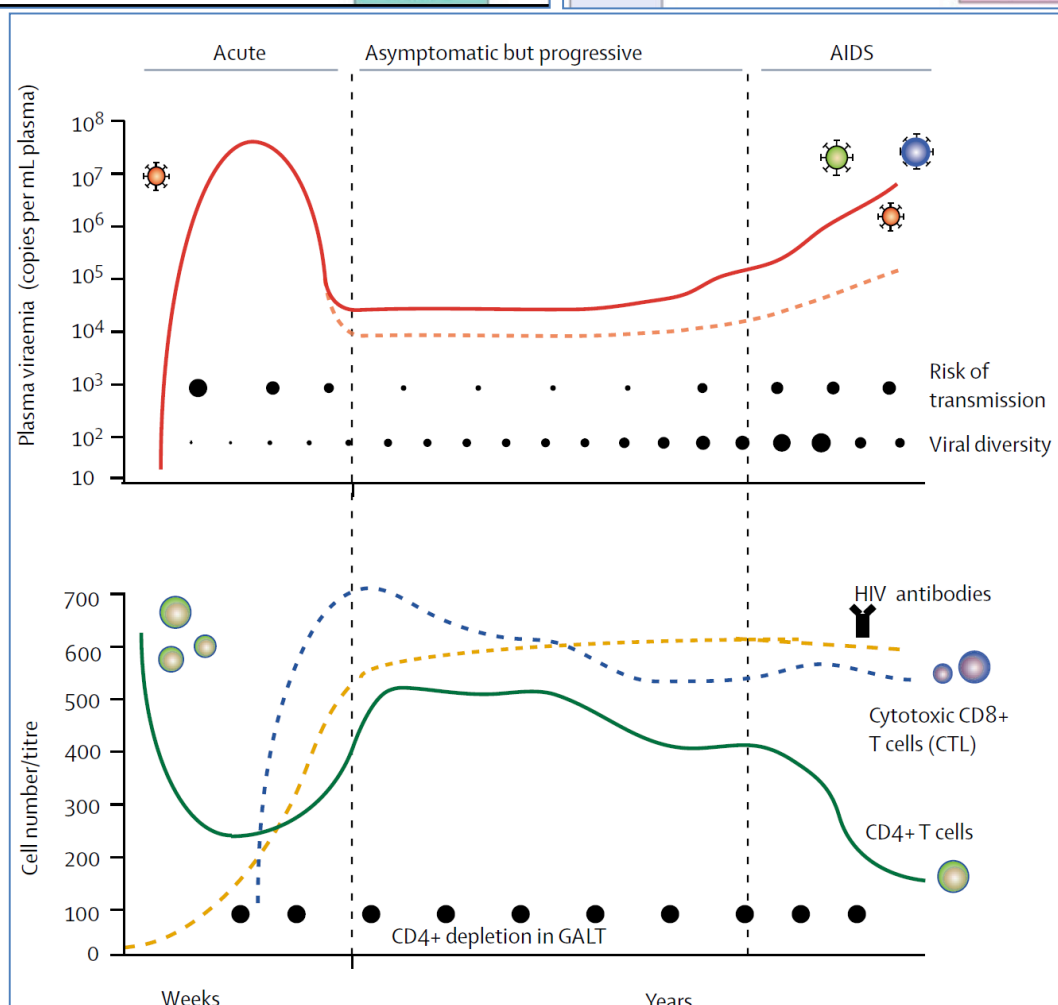 Acute
Asymptomatic but progressive
AIDS
Plasma viraemia (copies per mL plasma)
10⁸
10⁷
10⁶
10⁵
10⁴
10³
10²
10
Risk of
transmission
Viral diversity
Cell number/titre
700
600
500
400
300
200
100
0
HIV antibodies
Cytotoxic CD8+
T cells (CTL)
CD4+ T cells
CD4+ depletion in GALT
Weeks
Years